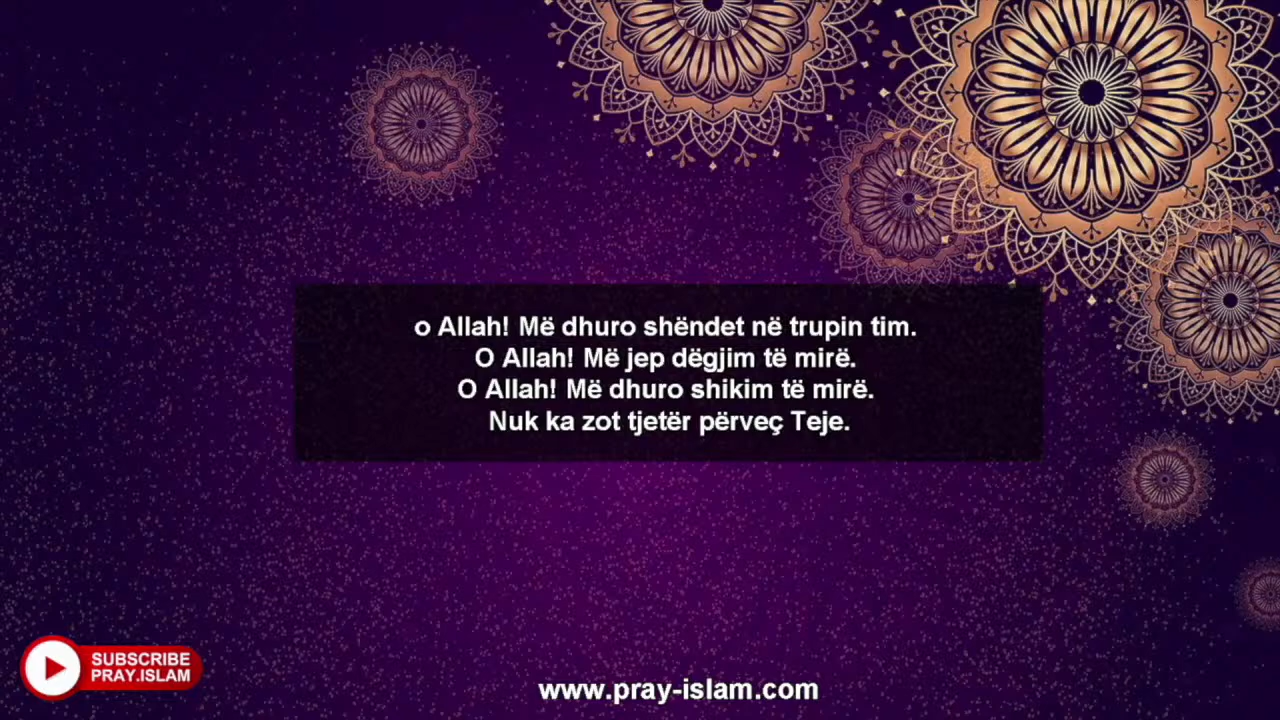 o Allah! Më dhuro shëndet në trupin tim.
O Allah! Më jep dëgjim të mirë.
O Allah! Më dhuro shikim të mirë.
Nuk ka zot tjetër përveç Teje.
SUBSCRIBE
PRAY.ISLAM
www.pray-islam.com